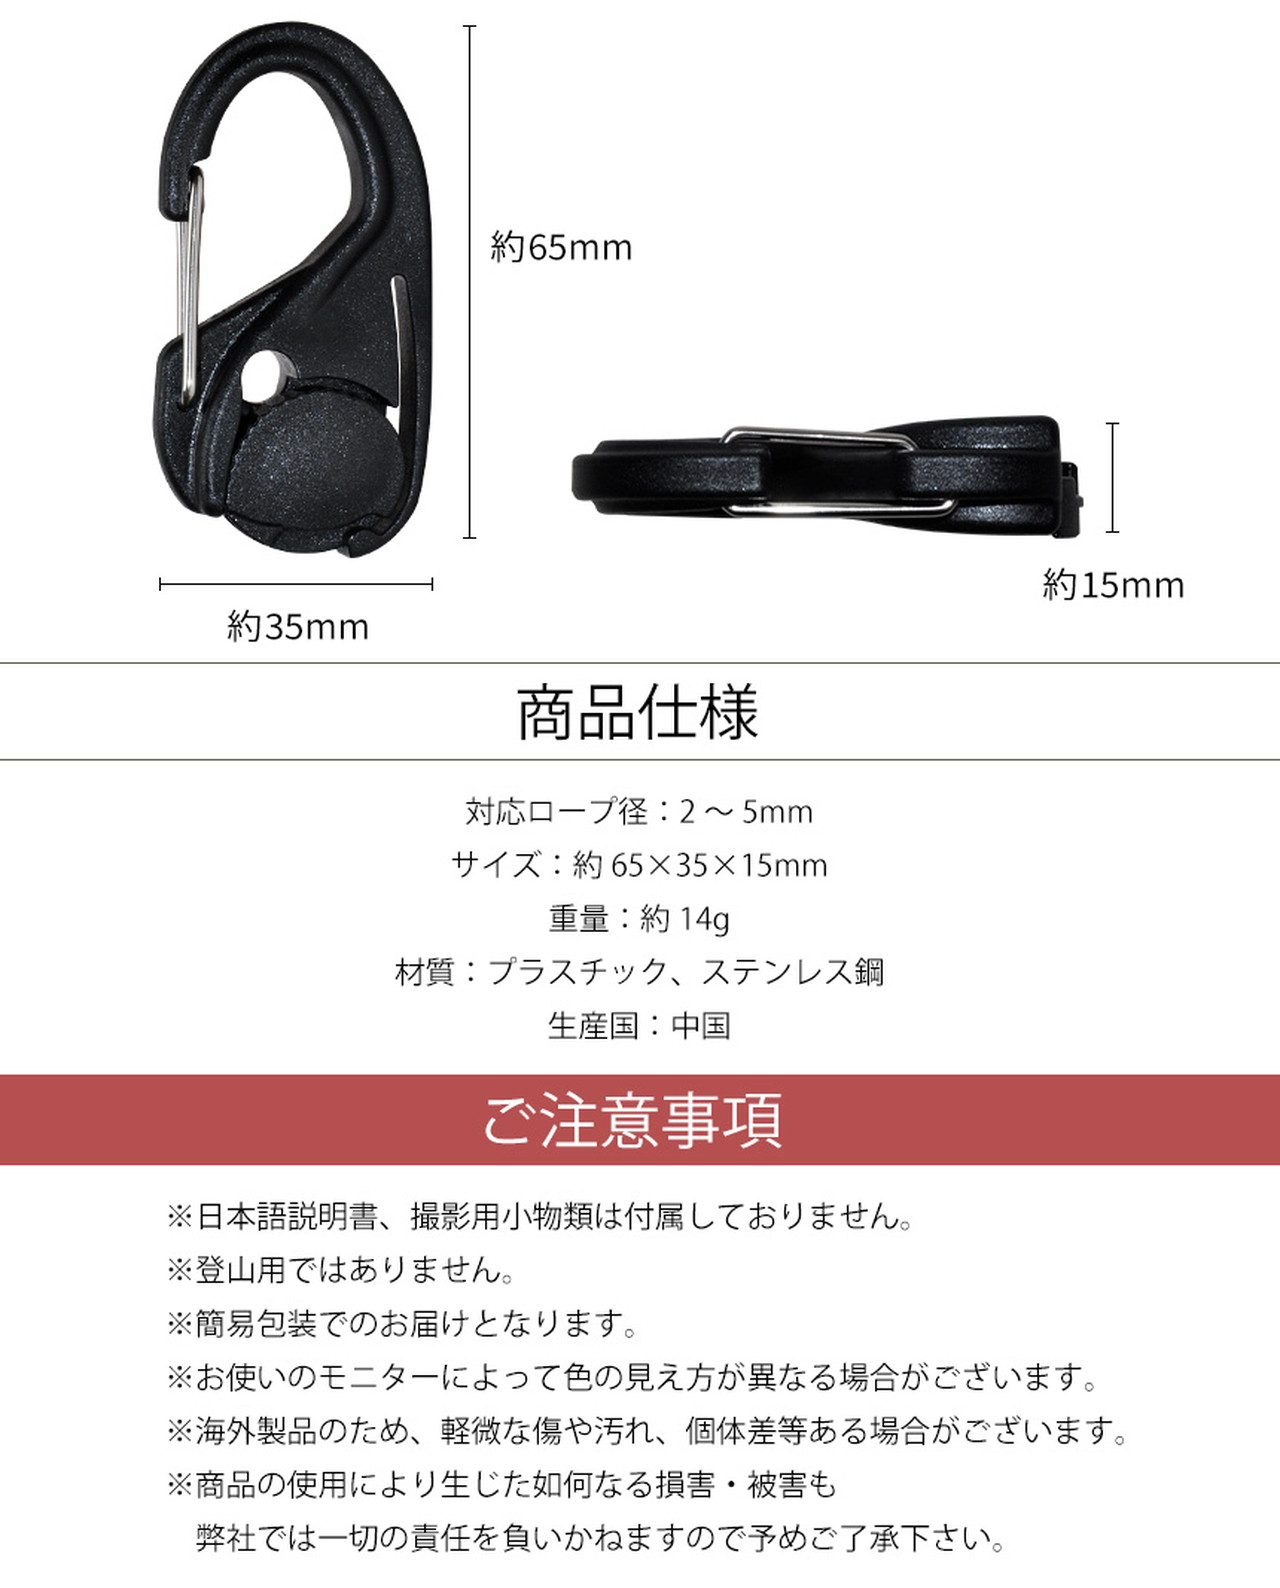 約65mm
約15mm
約35mm
商品仕様
対応ロープ径：2 ～ 5mm
サイズ：約 65×35×15mm
重量：約 14g
材質：プラスチック、ステンレス鋼
生産国：中国
ご注意事項
※日本語説明書、撮影用小物類は付属しておりません。
※登山用ではありません。
※簡易包装でのお届けとなります。
※お使いのモニターによって色の見え方が異なる場合がございます。
※海外製品のため、軽微な傷や汚れ、個体差等ある場合がございます。
※商品の使用により生じた如何なる損害・被害も
弊社では一切の責任を負いかねますので予めご了承下さい。